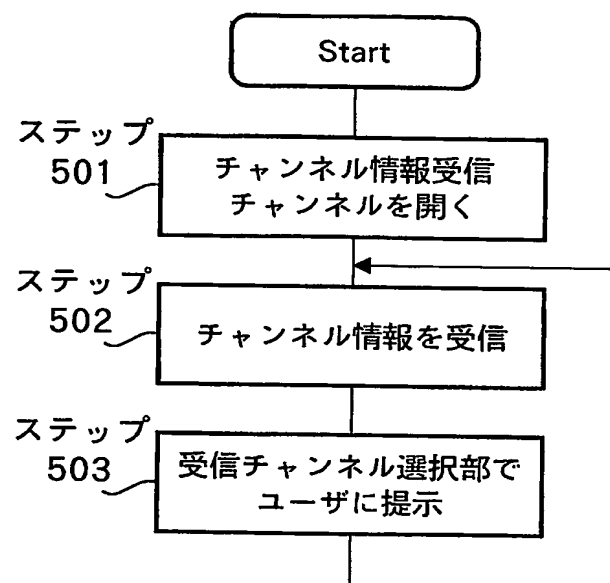 Start
ステップ
501
チャンネル情報受信
チャンネルを開く
ステップ
502
チャンネル情報を受信
ステップ
503
受信チャンネル選択部で
ユーザに提示